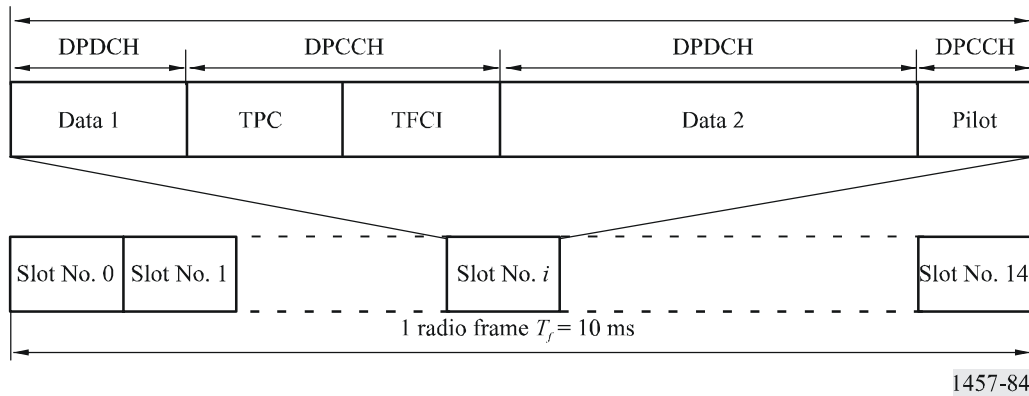 DPDCH DPCCH DPDCH DPCCH
Data 1 TPC TFCI Data 2 Pilot
Slot No. 0 Slot No. 1 Slot No. i Slot No. 14
1 radio frame T_f = 10 ms
1457-84